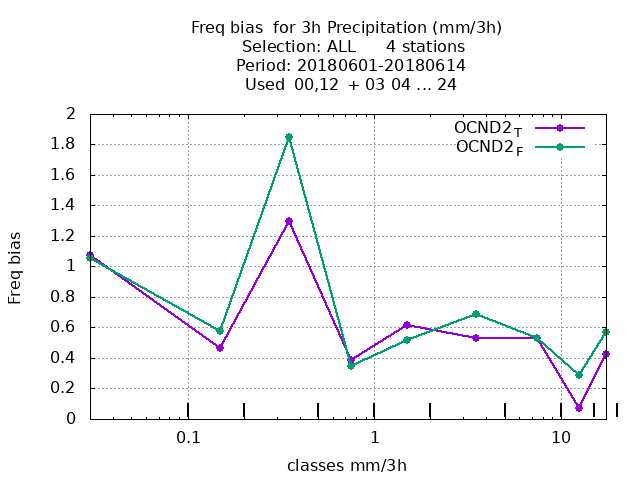 Freq bias  for 3h Precipitation (mm/3h)
Selection: ALL      4 stations
Period: 20180601-20180614
Used  00,12  + 03 04 ... 24
OCND2T
OCND2F
2
1.8
1.6
1.4
1.2
1
0.8
0.6
0.4
0.2
0
Freq bias
0.1
1
10
classes mm/3h